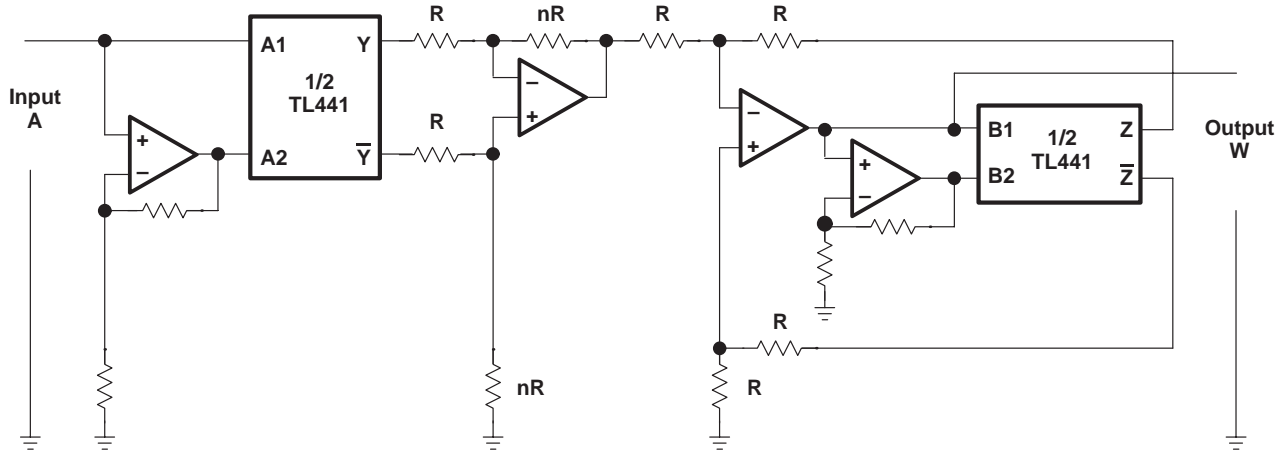 R
nR
R
R
Input
A
A1
Y
1/2
TL441
A2
Y̅
−
+
R
+
−
−
+
B1
Z
1/2
TL441
B2
Z̅
+
−
Output
W
R
nR
R